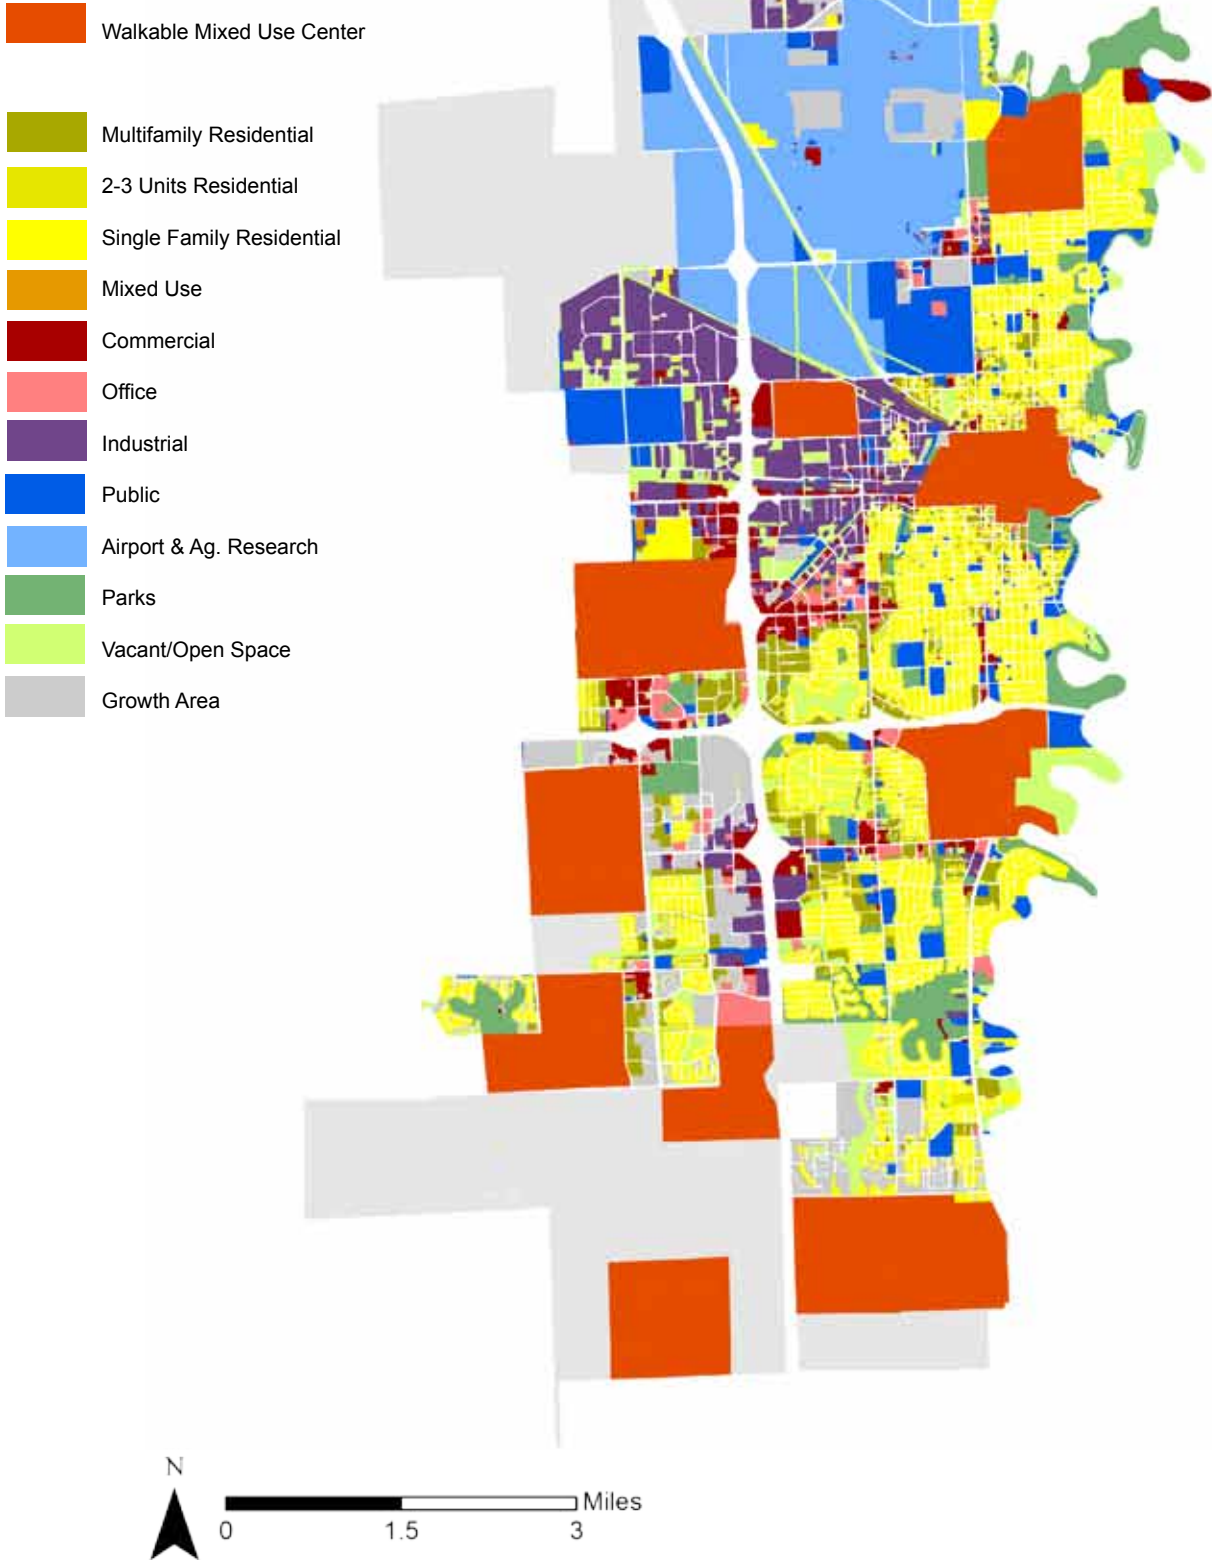 Walkable Mixed Use Center
Multifamily Residential
2-3 Units Residential
Single Family Residential
Mixed Use
Commercial
Office
Industrial
Public
Airport & Ag. Research
Parks
Vacant/Open Space
Growth Area
N
Miles
0 1.5 3